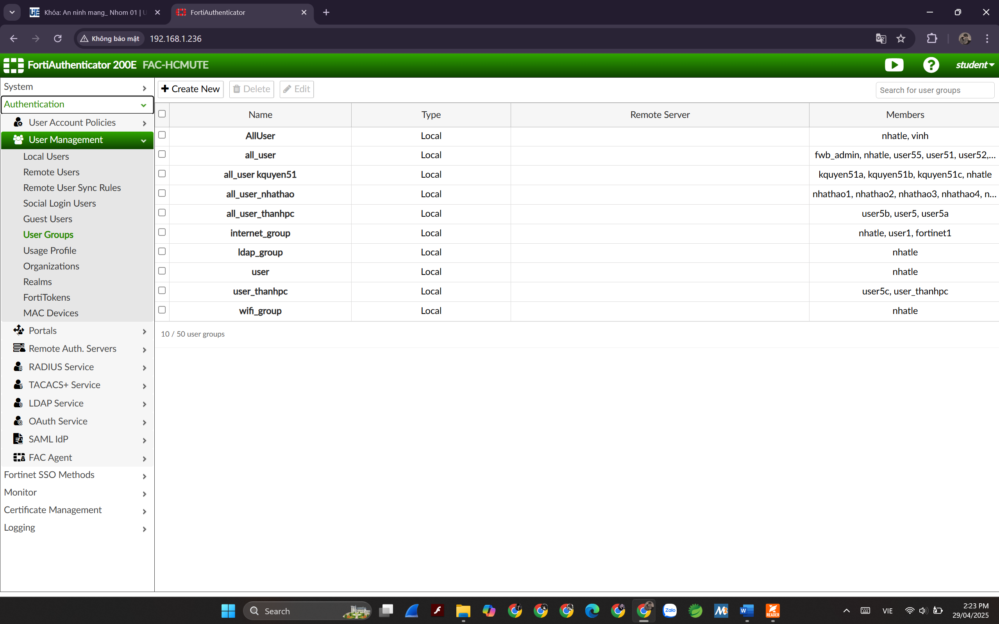 Khóa: An ninh mang_ Nhom 01 | U
FortiAuthenticator
Không bảo mật
192.168.1.236
FortiAuthenticator 200E FAC-HCMUTE
student
System
Authentication
User Account Policies
User Management
Local Users
Remote Users
Remote User Sync Rules
Social Login Users
Guest Users
User Groups
Usage Profile
Organizations
Realms
FortiTokens
MAC Devices
Portals
Remote Auth. Servers
RADIUS Service
TACACS+ Service
LDAP Service
OAuth Service
SAML IdP
FAC Agent
Fortinet SSO Methods
Monitor
Certificate Management
Logging
Create New Delete Edit
Search for user groups
Name Type Remote Server Members
AllUser Local nhatle, vinh
all_user Local fwb_admin, nhatle, user55, user51, user52,...
all_user kquyen51 Local kquyen51a, kquyen51b, kquyen51c, nhatle
all_user_nhathao Local nhathao1, nhathao2, nhathao3, nhathao4, n...
all_user_thanhpc Local user5b, user5, user5a
internet_group Local nhatle, user1, fortinet1
ldap_group Local nhatle
user Local nhatle
user_thanhpc Local user5c, user_thanhpc
wifi_group Local nhatle
10 / 50 user groups
Search
Zalo
READER
VIE
2:23 PM
29/04/2025